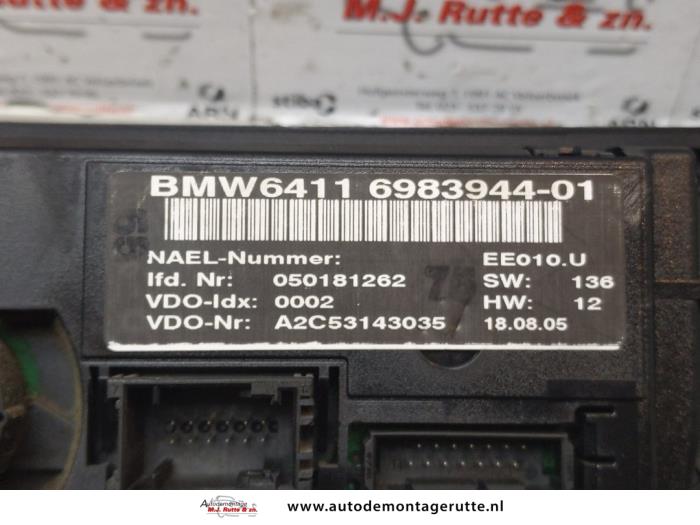 M.J. Rutte & zn.
BMW6411 6983944-01
NAEL-Nummer: EE010.U
lfd. Nr: 050181262 SW: 136
VDO-Idx: 0002 HW: 12
VDO-Nr: A2C53143035 18.08.05
Autodemontage
M.J. Rutte & zn.
www.autodemontagerutte.nl